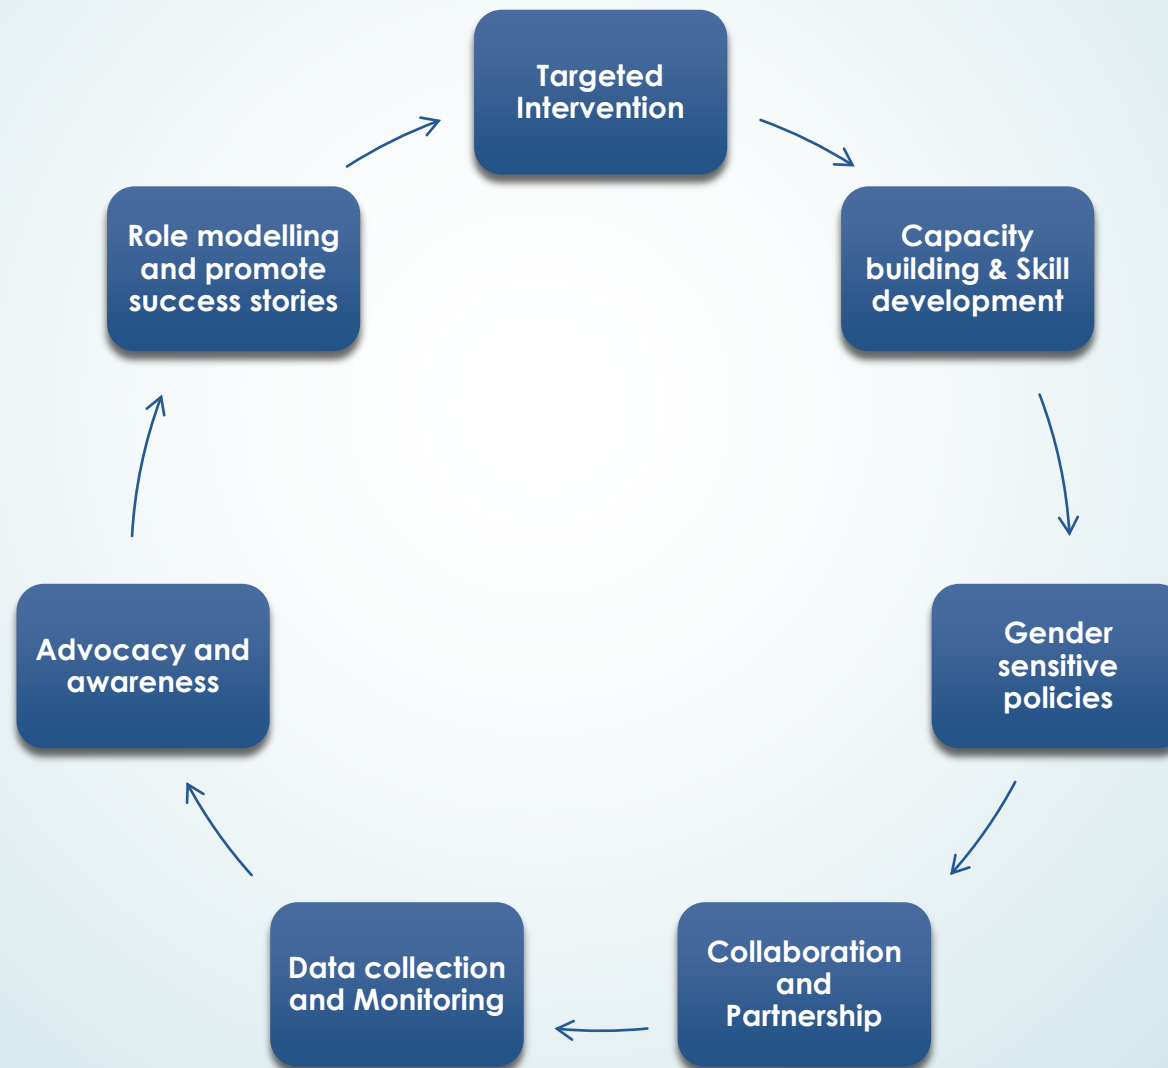 Targeted
Intervention
Capacity
building & Skill
development
Gender
sensitive
policies
Collaboration
and
Partnership
Data collection
and Monitoring
Advocacy and
awareness
Role modelling
and promote
success stories